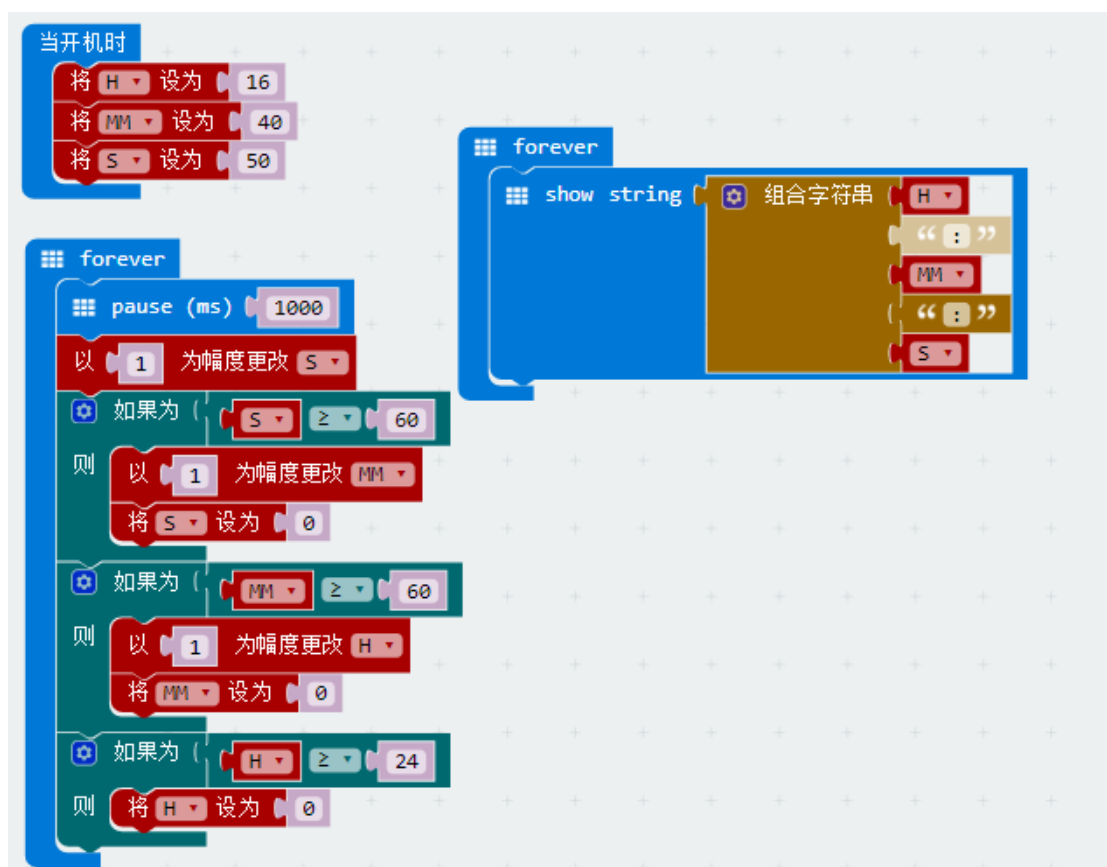 当开机时
将 H 设为 16
将 MM 设为 40
将 S 设为 50
forever
pause (ms) 1000
以 1 为幅度更改 S
如果为 S ≥ 60
则 以 1 为幅度更改 MM
将 S 设为 0
如果为 MM ≥ 60
则 以 1 为幅度更改 H
将 MM 设为 0
如果为 H ≥ 24
则 将 H 设为 0
forever
show string 组合字符串 H
“ : ”
MM
“ : ”
S